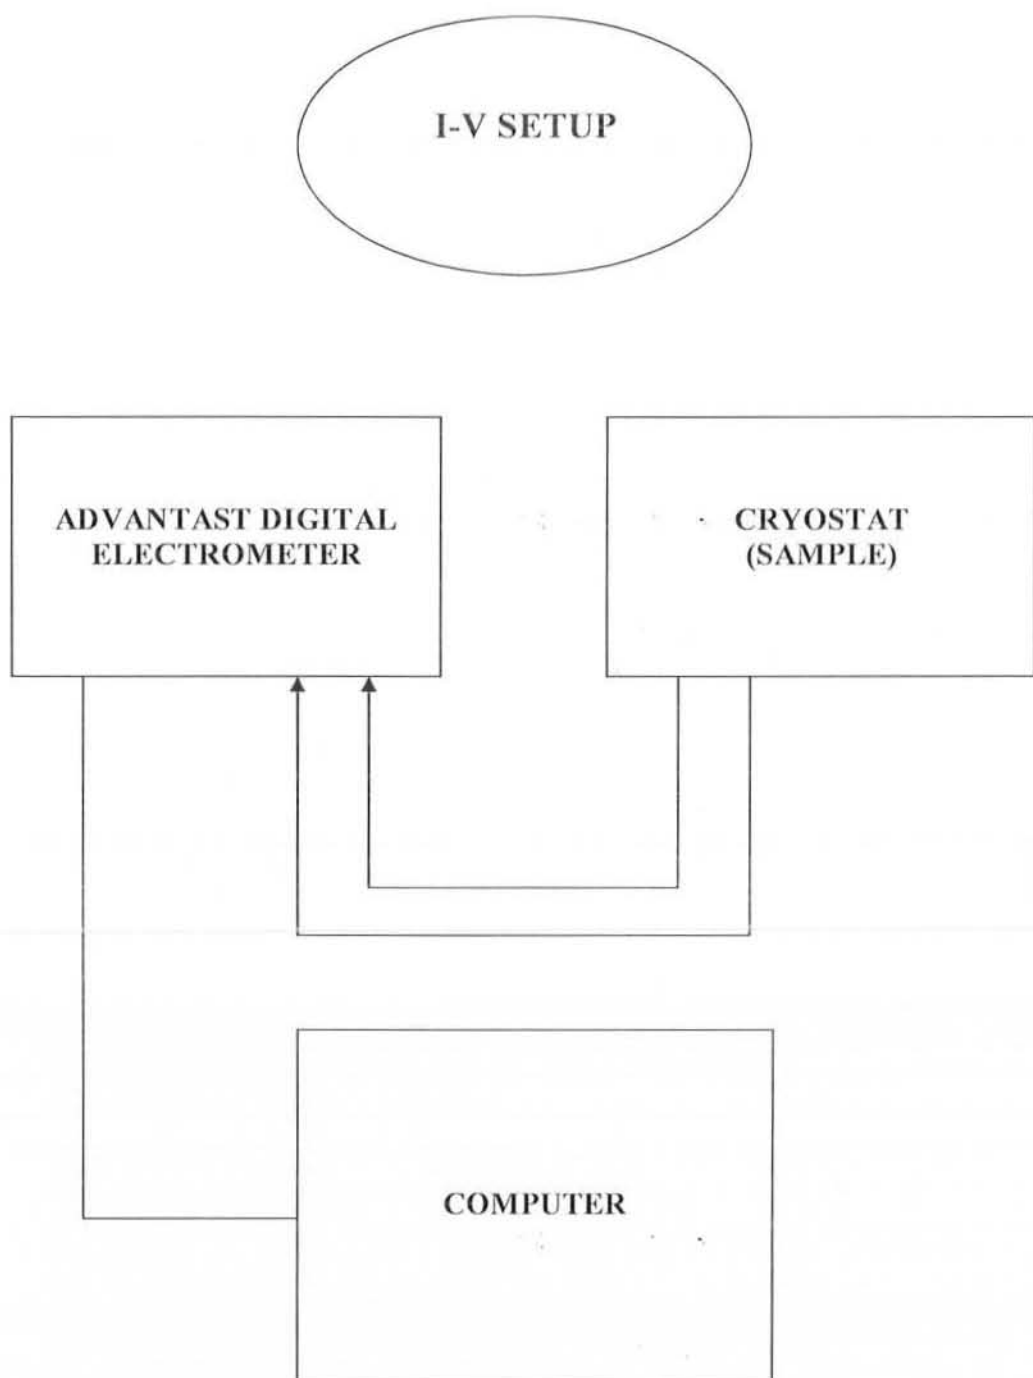 I-V SETUP
ADVANTAST DIGITAL
ELECTROMETER
CRYOSTAT
(SAMPLE)
COMPUTER